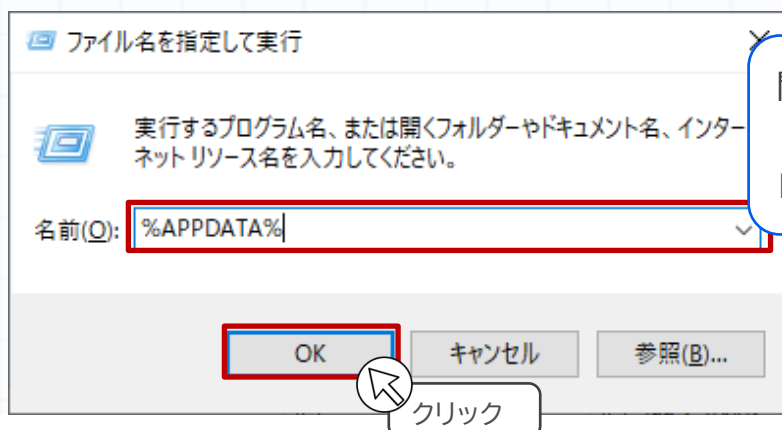 ファイル名を指定して実行
実行するプログラム名、または開くフォルダーやドキュメント名、インター
ネット リソース名を入力してください。
名前(O):
%APPDATA%
OK
キャンセル
参照(B)...
クリック